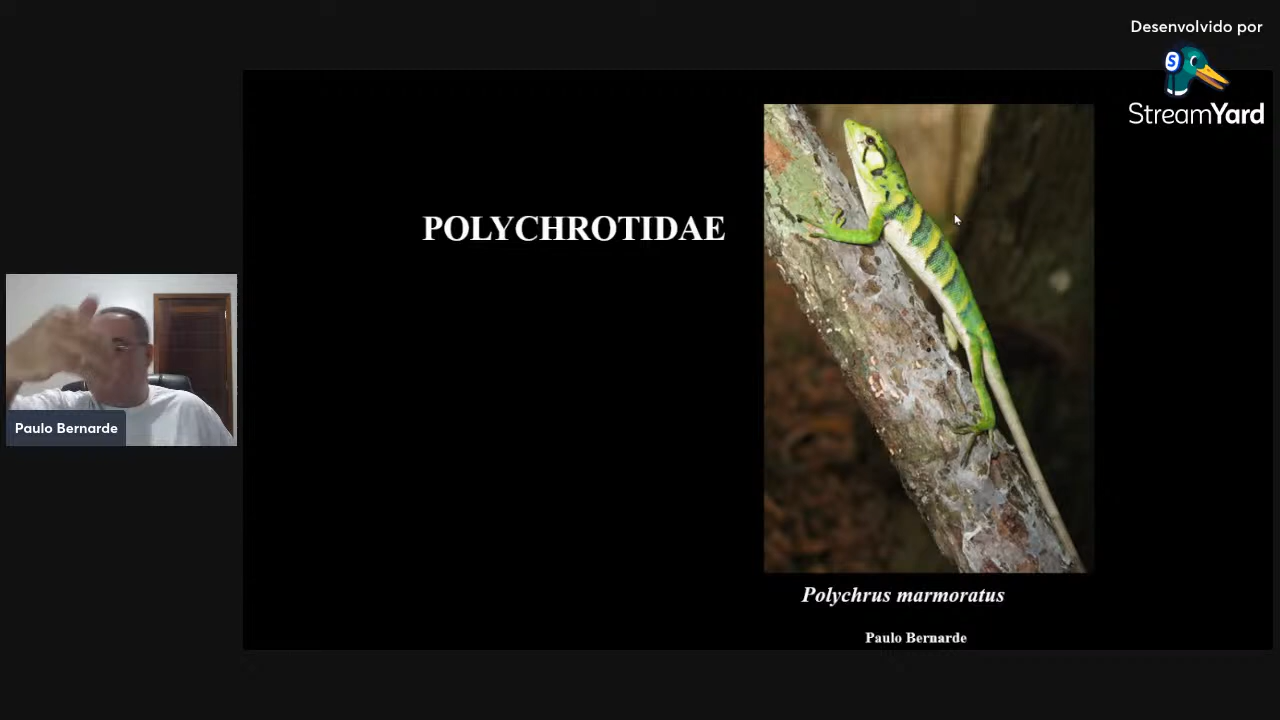 Desenvolvido por
S
StreamYard
POLYCHROTIDAE
Paulo Bernarde
Polychrus marmoratus
Paulo Bernarde